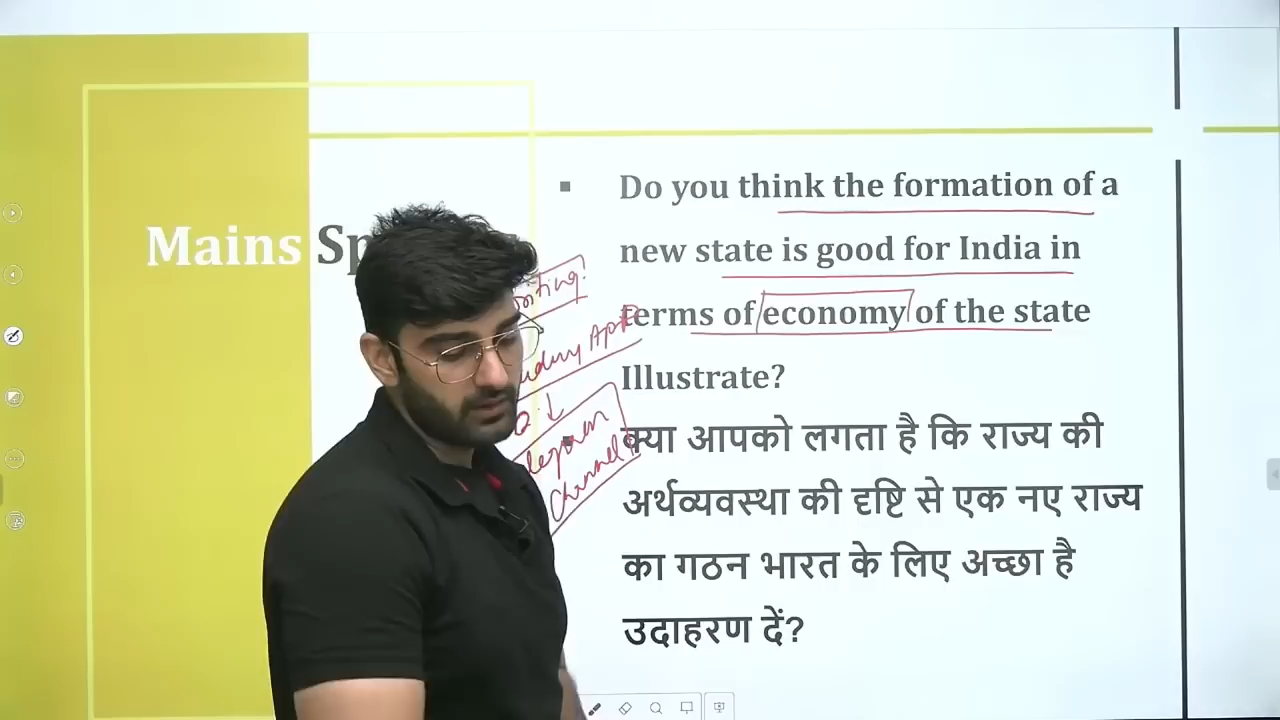 Mains Sp
Do you think the formation of a
new state is good for India in
terms of economy of the state
Illustrate?
क्या आपको लगता है कि राज्य की
अर्थव्यवस्था की दृष्टि से एक नए राज्य
का गठन भारत के लिए अच्छा है
उदाहरण दें?
Channel